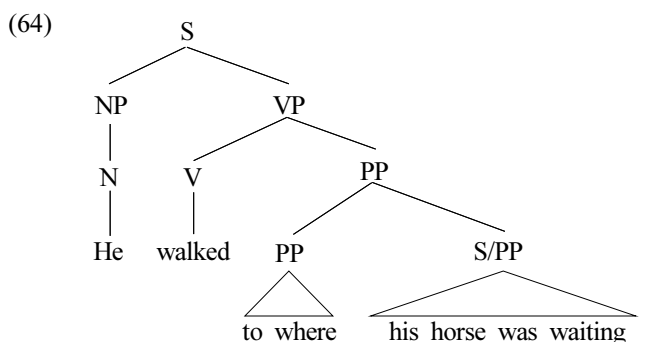 (64)
S
NP VP
N V PP
He walked PP S/PP
to where his horse was waiting